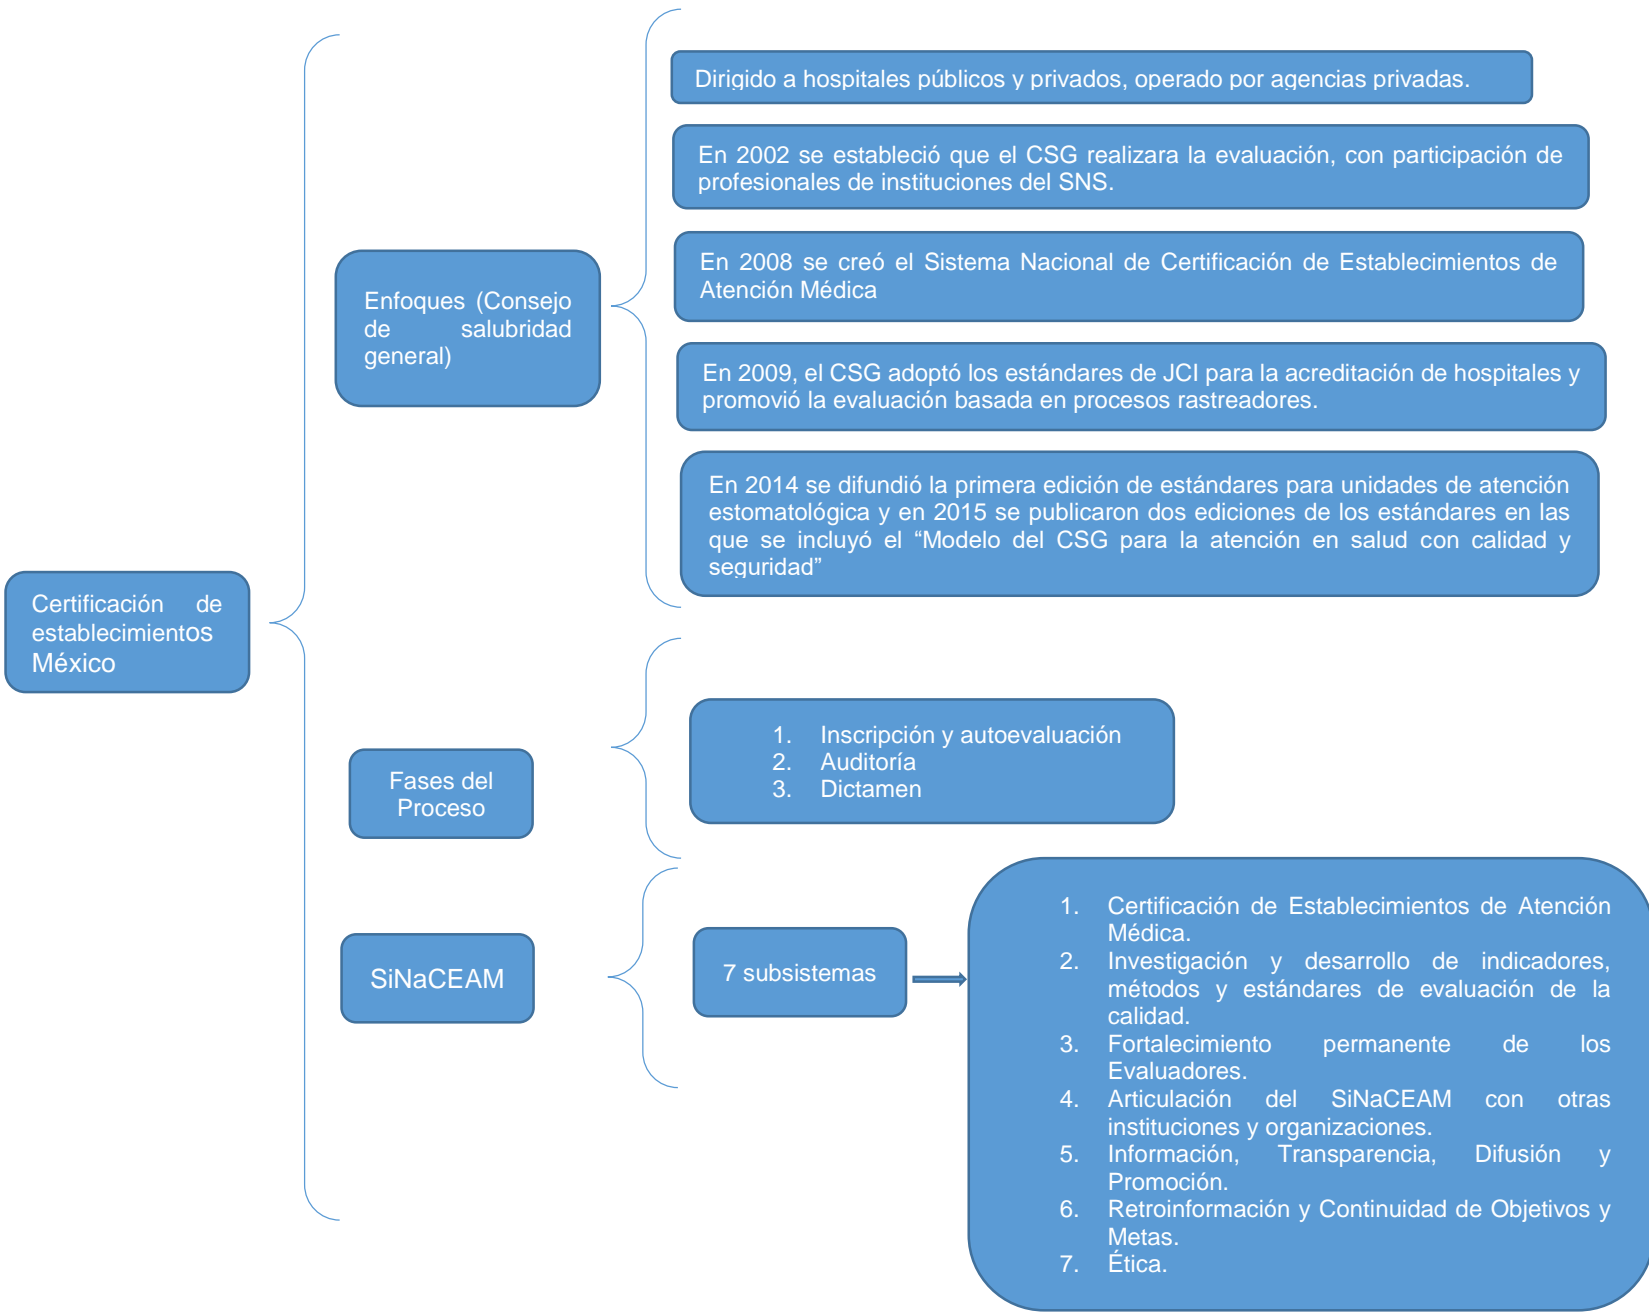 Dirigido a hospitales públicos y privados, operado por agencias privadas.
En 2002 se estableció que el CSG realizara la evaluación, con participación de
profesionales de instituciones del SNS.
En 2008 se creó el Sistema Nacional de Certificación de Establecimientos de
Atención Médica
Enfoques (Consejo
de salubridad
general)
En 2009, el CSG adoptó los estándares de JCI para la acreditación de hospitales y
promovió la evaluación basada en procesos rastreadores.
En 2014 se difundió la primera edición de estándares para unidades de atención
estomatológica y en 2015 se publicaron dos ediciones de los estándares en las
que se incluyó el “Modelo del CSG para la atención en salud con calidad y
seguridad”
Certificación de
establecimientos
México
1. Inscripción y autoevaluación
2. Auditoría
3. Dictamen
Fases del
Proceso
SiNaCEAM
7 subsistemas
1. Certificación de Establecimientos de Atención
Médica.
2. Investigación y desarrollo de indicadores,
métodos y estándares de evaluación de la
calidad.
3. Fortalecimiento permanente de los
Evaluadores.
4. Articulación del SiNaCEAM con otras
instituciones y organizaciones.
5. Información, Transparencia, Difusión y
Promoción.
6. Retroinformación y Continuidad de Objetivos y
Metas.
7. Ética.